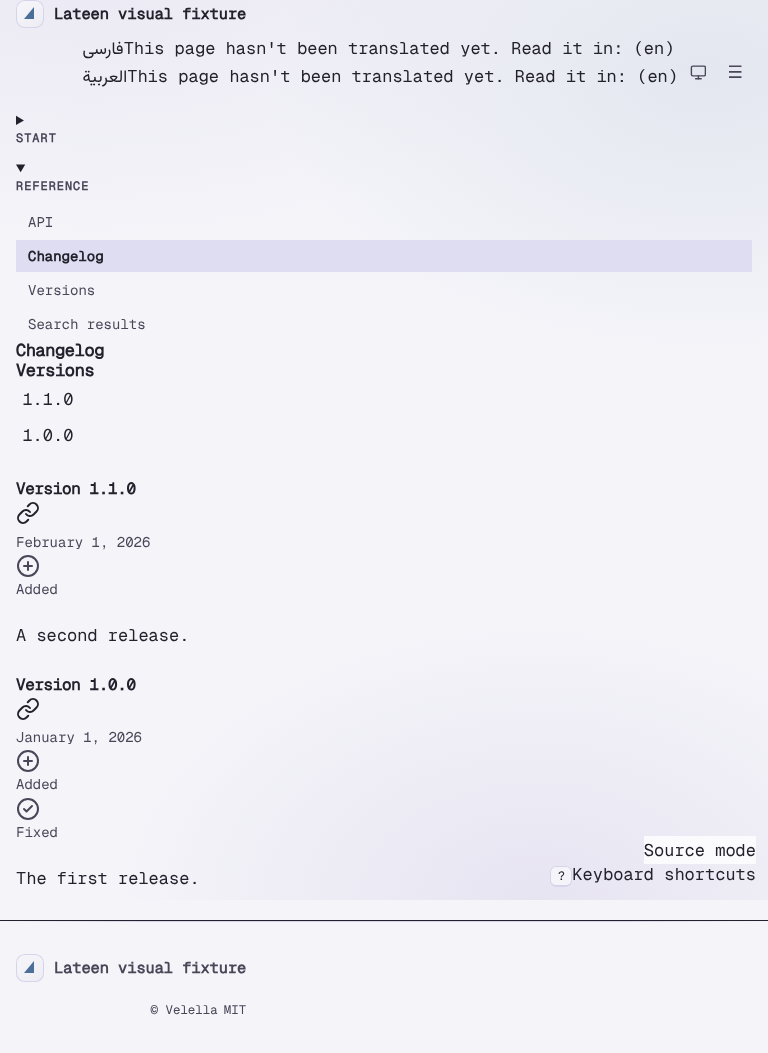 Lateen visual fixture
فارسیThis page hasn't been translated yet. Read it in: (en)
العربيةThis page hasn't been translated yet. Read it in: (en)
START
REFERENCE
API
Changelog
Versions
Search results
Changelog
Versions
1.1.0
1.0.0
Version 1.1.0
February 1, 2026
Added
A second release.
Version 1.0.0
January 1, 2026
Added
Fixed
Source mode
? Keyboard shortcuts
The first release.
Lateen visual fixture
© Velella MIT